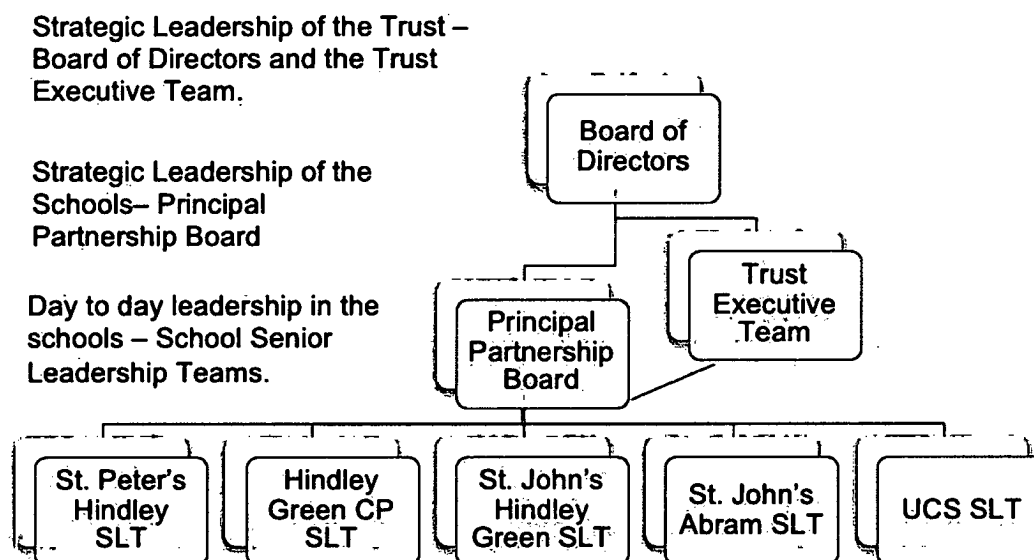 Strategic Leadership of the Trust –
Board of Directors and the Trust
Executive Team.
Strategic Leadership of the
Schools– Principal
Partnership Board
Day to day leadership in the
schools – School Senior
Leadership Teams.
Board of
Directors
Trust
Executive
Team
Principal
Partnership
Board
St. Peter's
Hindley
SLT
Hindley
Green CP
SLT
St. John's
Hindley
Green SLT
St. John's
Abram SLT
UCS SLT